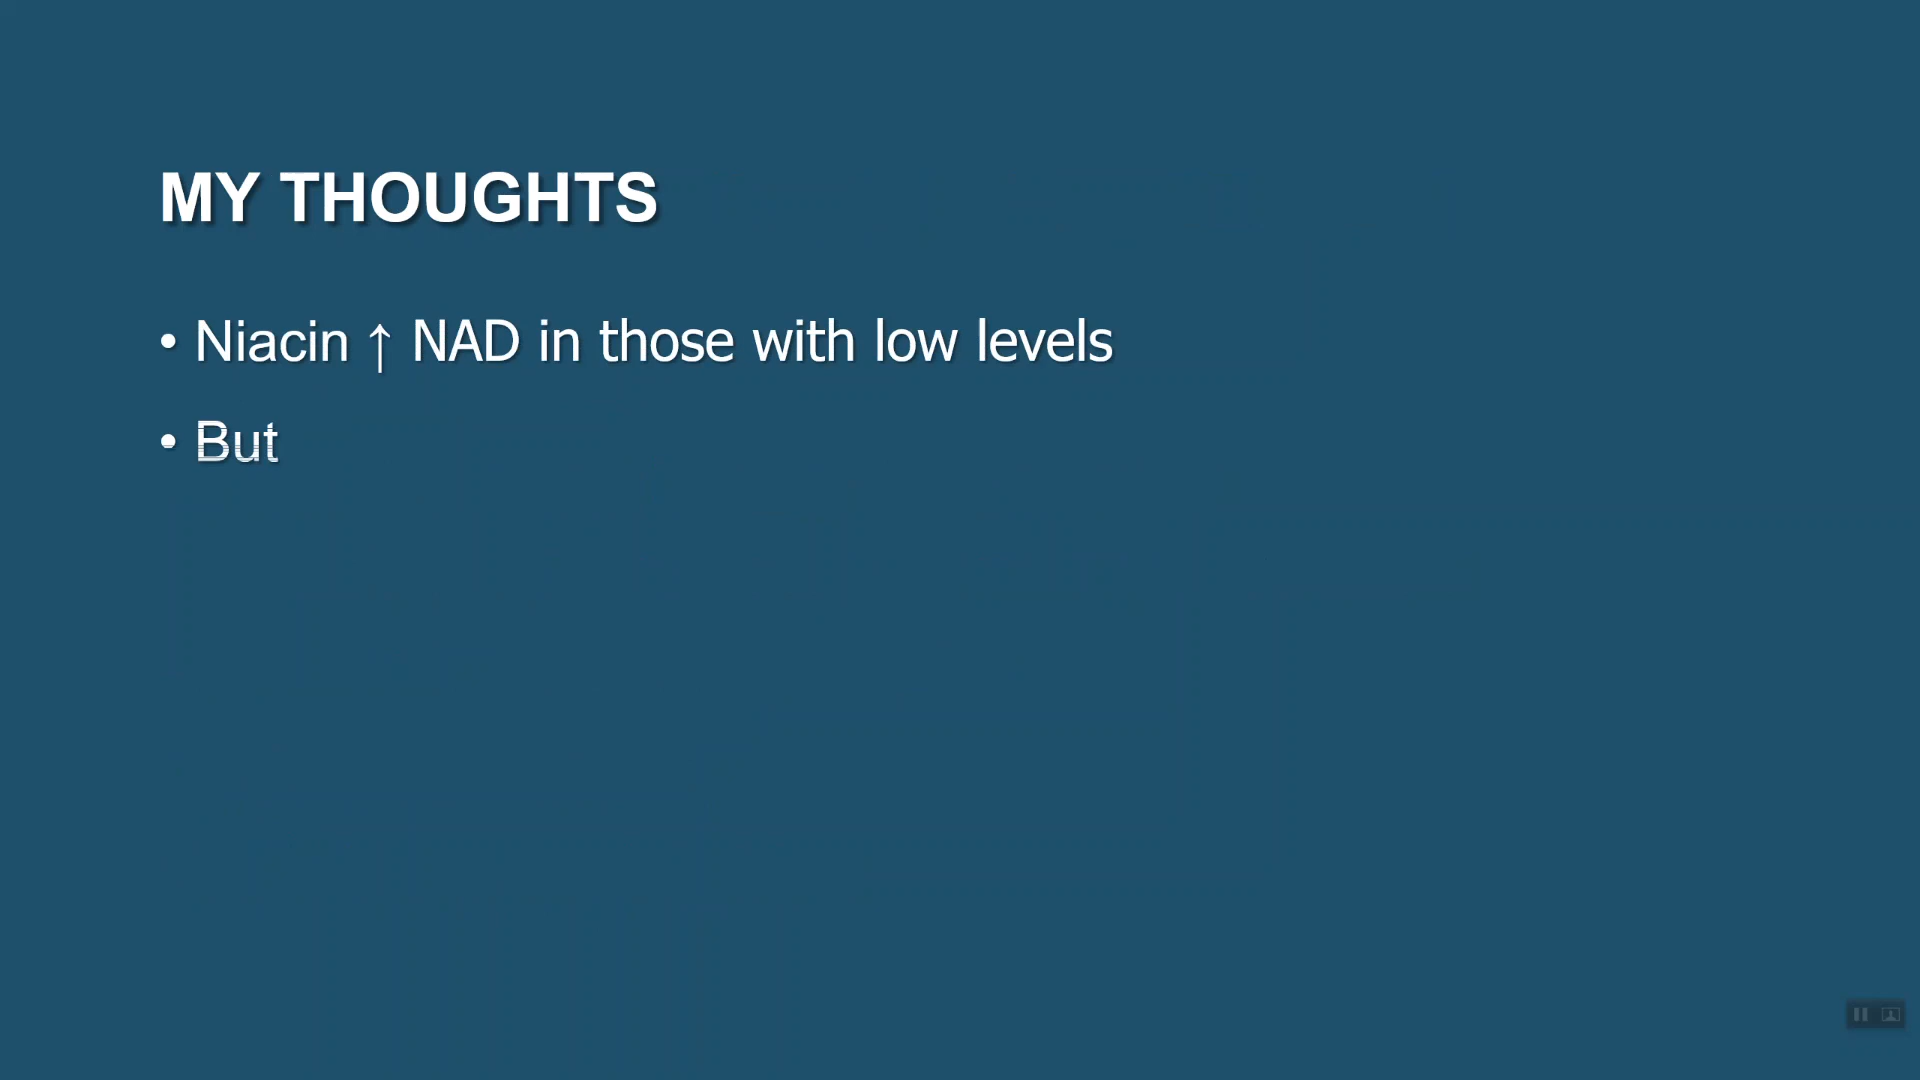 MY THOUGHTS
• Niacin ↑ NAD in those with low levels
• But